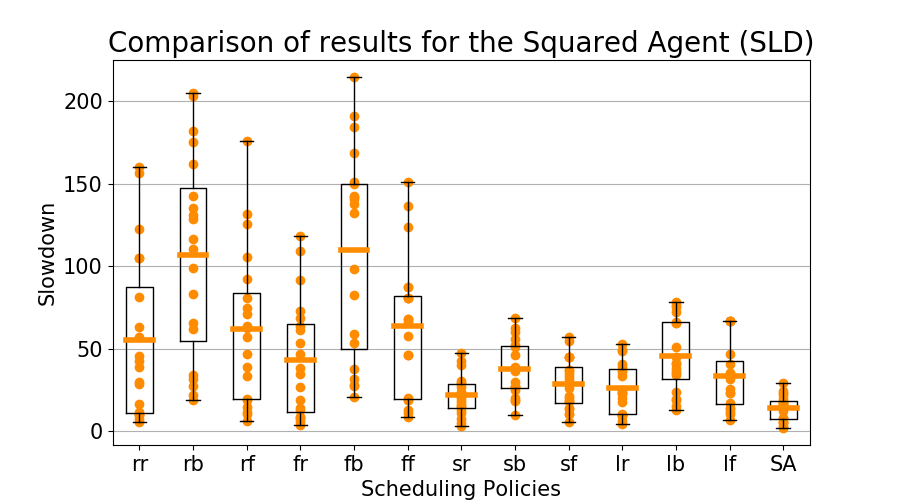 Comparison of results for the Squared Agent (SLD)
200
150
100
50
0
Slowdown
rr rb rf fr fb ff sr sb sf lr lb lf SA
Scheduling Policies